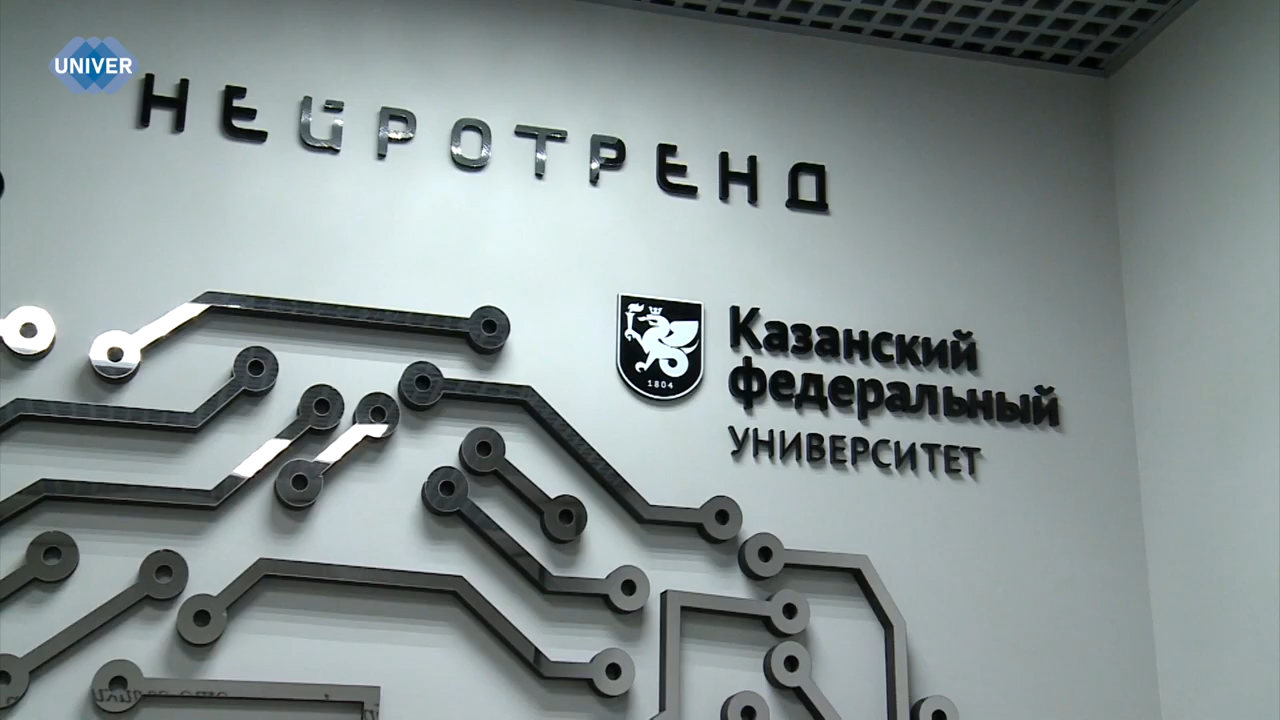 UNIVER
НЕЙРОТРЕНД
1804
Казанский
федеральный
УНИВЕРСИТЕТ